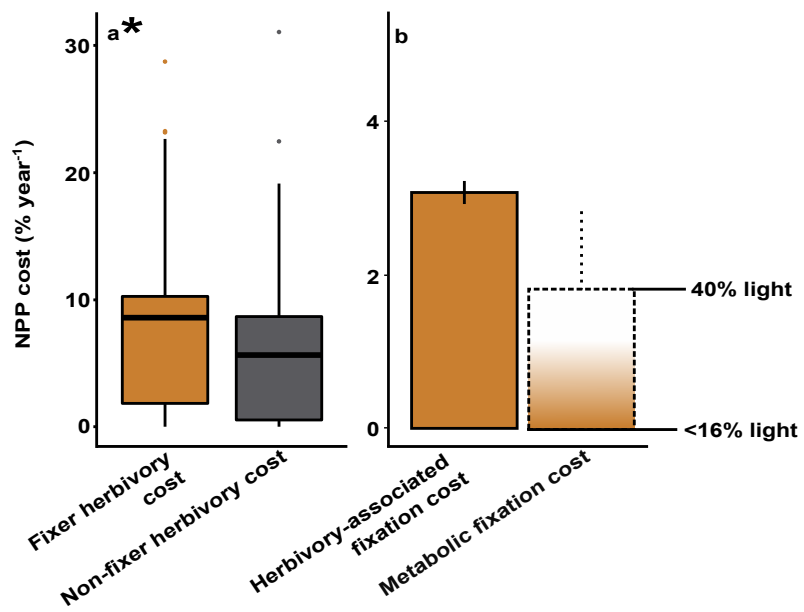 a*
b
NPP cost (% year⁻¹)
30
20
10
0
4
2
0
40% light
<16% light
Fixer herbivory
cost
Non-fixer herbivory cost
Herbivory-associated
fixation cost
Metabolic fixation cost